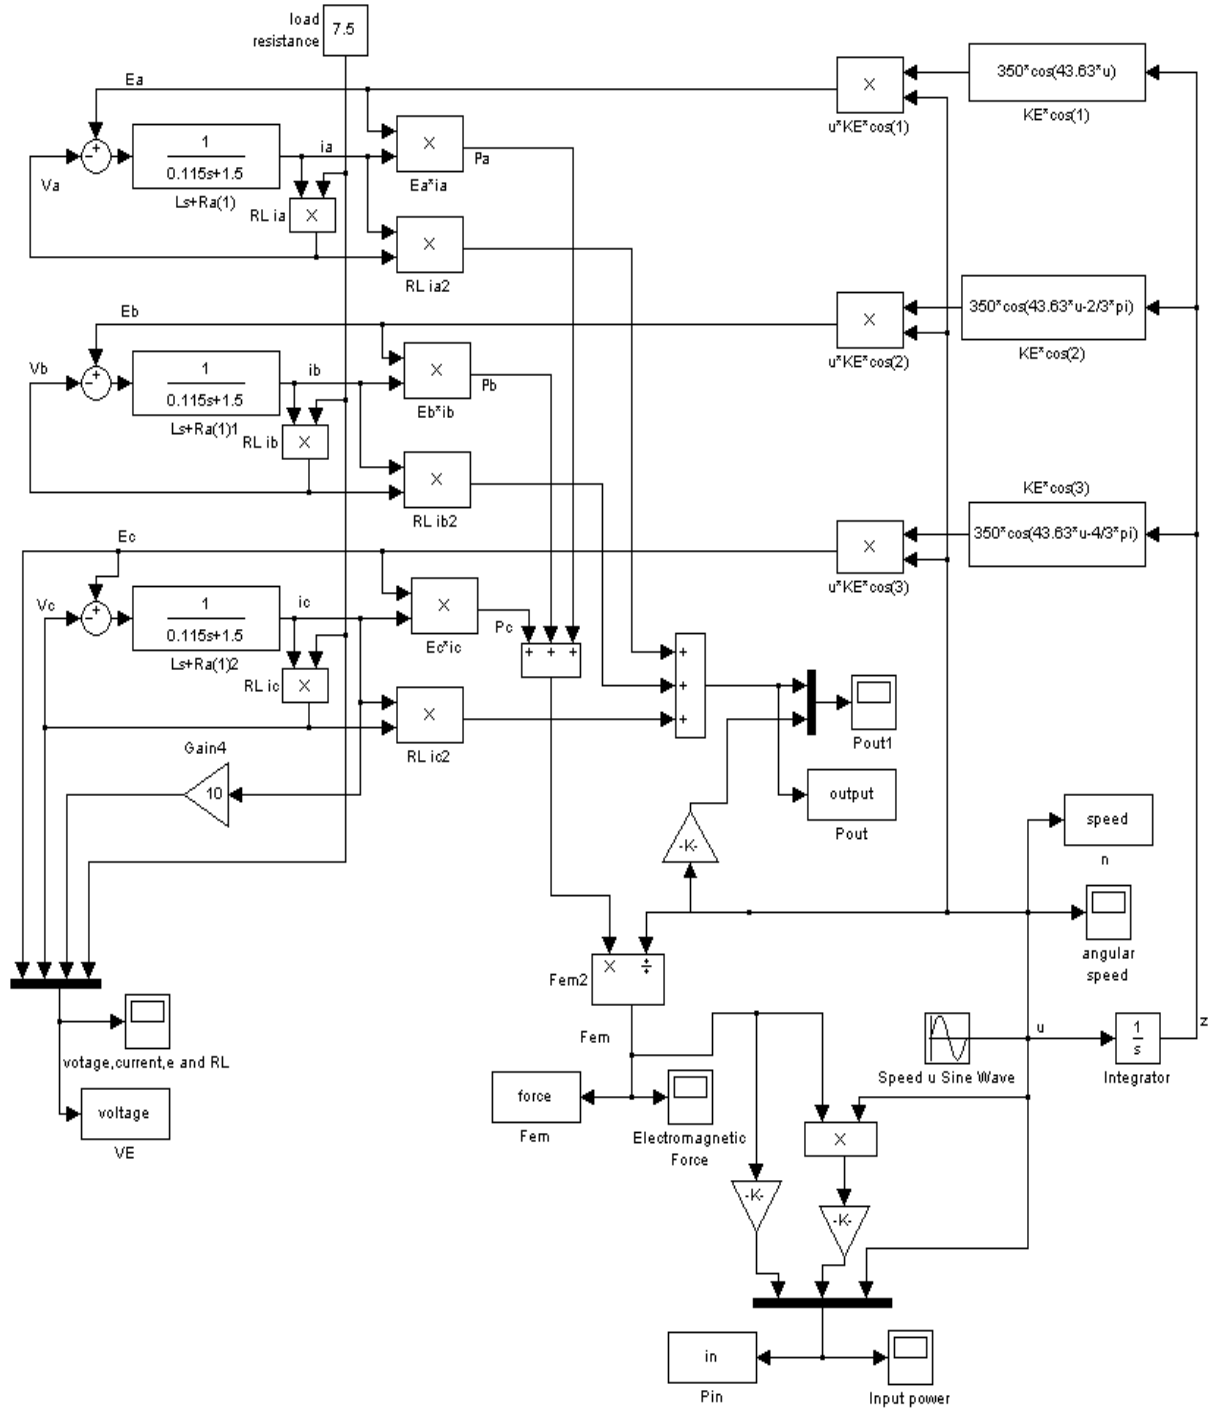 load
resistance
7.5
Ea
350*cos(43.63*u)
×
u*KE*cos(1)
KE*cos(1)
1
0.115s+1.5
Ls+Ra(1)
- +
Va
ia
×
Ea*ia
Pa
RL ia
×
×
RL ia2
Eb
350*cos(43.63*u-2/3*pi)
×
u*KE*cos(2)
KE*cos(2)
Vb
- +
1
0.115s+1.5
Ls+Ra(1)1
ib
×
Eb*ib
Pb
RL ib
×
×
RL ib2
KE*cos(3)
350*cos(43.63*u-4/3*pi)
Ec
×
u*KE*cos(3)
Vc
- +
1
0.115s+1.5
Ls+Ra(1)2
ic
×
Ec*ic
Pc
+ + +
RL ic
×
×
RL ic2
+
+
+
Pout1
Gain4
10
output
Pout
-K-
speed
n
angular
speed
Fem2
× ÷
Fem
votage,current,e and RL
voltage
VE
force
Fem
Electromagnetic
Force
Speed u Sine Wave
u
1
s
Integrator
z
×
-K-
-K-
in
Pin
Input power